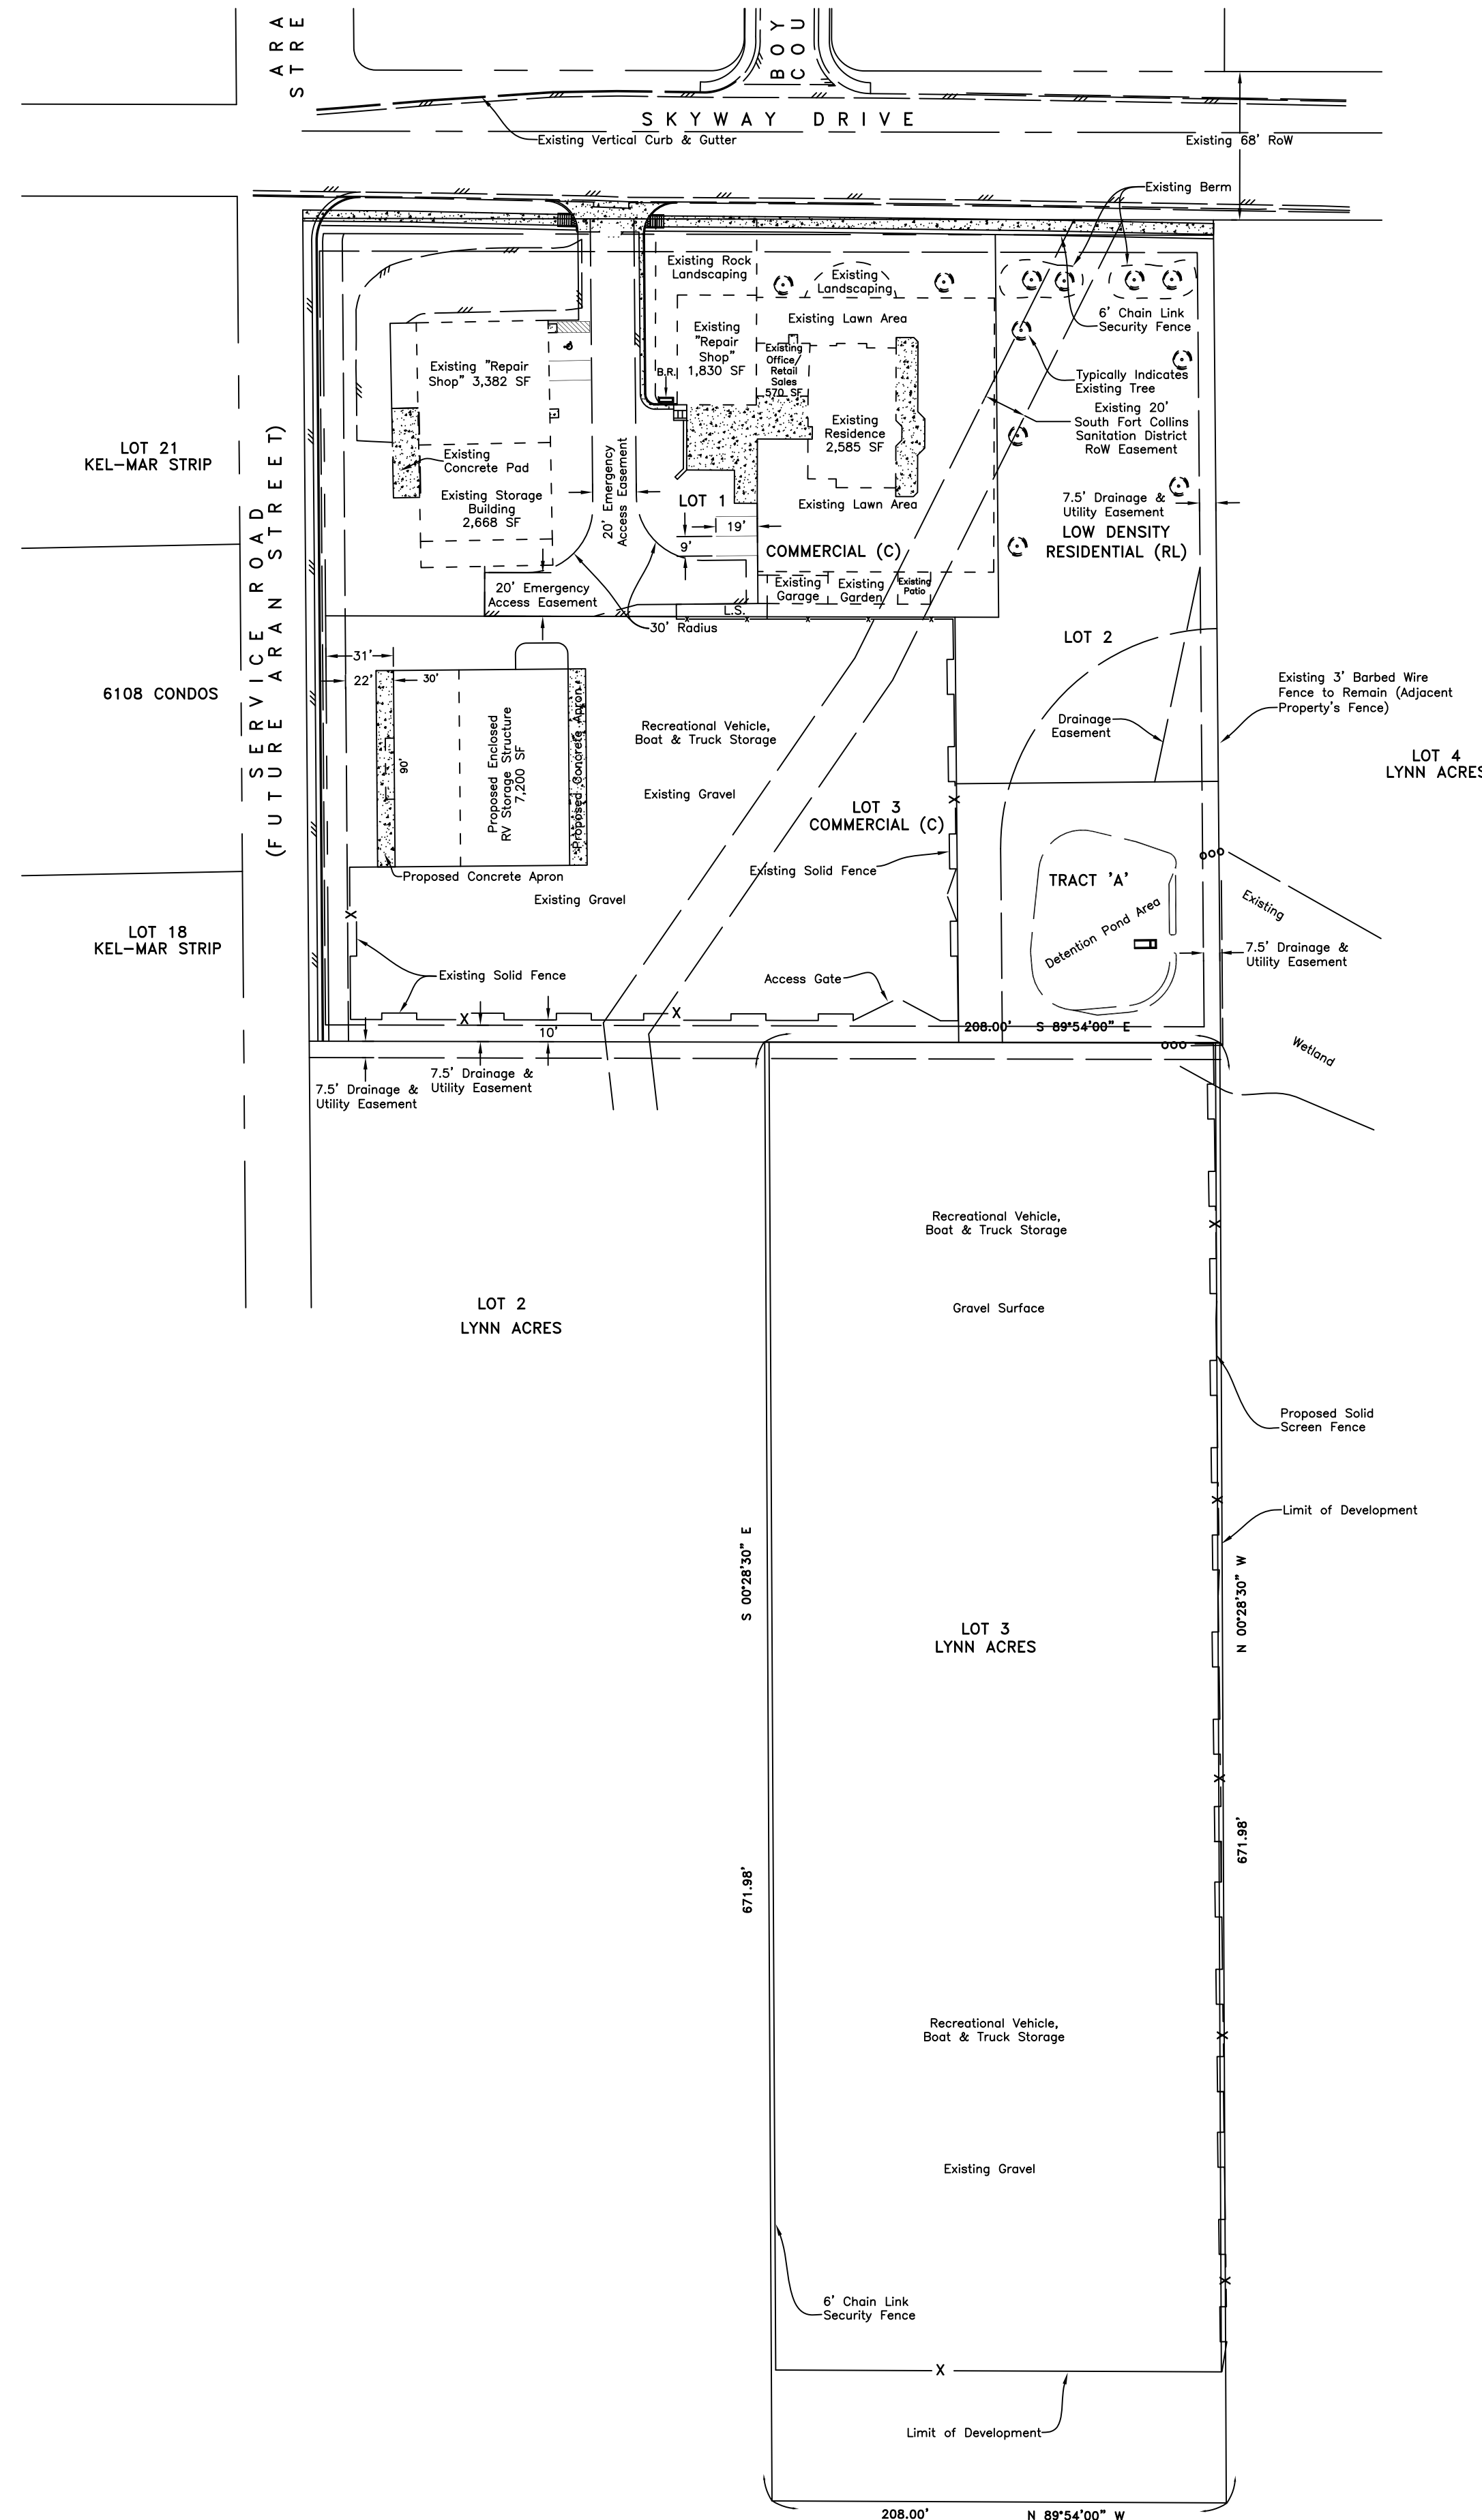 SARA
STRE
BOY
COU
SKYWAY DRIVE
Existing Vertical Curb & Gutter
Existing 68' RoW
Existing Berm
Existing Rock
Landscaping
Existing
Landscaping
6' Chain Link
Security Fence
Existing Lawn Area
Existing
"Repair
Shop"
1,830 SF
Existing
Office/
Retail
Sales
570 SF
Existing "Repair
Shop" 3,382 SF
B.R.
Typically Indicates
Existing Tree
Existing 20'
South Fort Collins
Sanitation District
RoW Easement
Existing
Residence
2,585 SF
LOT 21
KEL-MAR STRIP
Existing
Concrete Pad
Existing Storage
Building
2,668 SF
20' Emergency
Access Easement
LOT 1
Existing Lawn Area
7.5' Drainage &
Utility Easement
LOW DENSITY
RESIDENTIAL (RL)
19'
9'
COMMERCIAL (C)
20' Emergency
Access Easement
Existing
Garage
Existing
Garden
Existing
Patio
L.S.
30' Radius
LOT 2
SERVICE ROAD
(FUTURE ARAN STREET)
6108 CONDOS
31'
22'
30'
90'
Proposed Enclosed
RV Storage Structure
7,200 SF
Proposed Concrete Apron
Recreational Vehicle,
Boat & Truck Storage
Existing Gravel
Drainage
Easement
Existing 3' Barbed Wire
Fence to Remain (Adjacent
Property's Fence)
LOT 4
LYNN ACRES
LOT 3
COMMERCIAL (C)
Existing Solid Fence
Proposed Concrete Apron
Existing Gravel
TRACT 'A'
Detention Pond Area
Existing
LOT 18
KEL-MAR STRIP
7.5' Drainage &
Utility Easement
Existing Solid Fence
Access Gate
X
X
X
X
10'
208.00' S 89°54'00" E
Wetland
7.5' Drainage &
Utility Easement
7.5' Drainage &
Utility Easement
Recreational Vehicle,
Boat & Truck Storage
X
LOT 2
LYNN ACRES
Gravel Surface
Proposed Solid
Screen Fence
X
Limit of Development
S 00°28'30" E
N 00°28'30" W
LOT 3
LYNN ACRES
X
671.98'
671.98'
Recreational Vehicle,
Boat & Truck Storage
X
Existing Gravel
X
6' Chain Link
Security Fence
X
Limit of Development
208.00' N 89°54'00" W